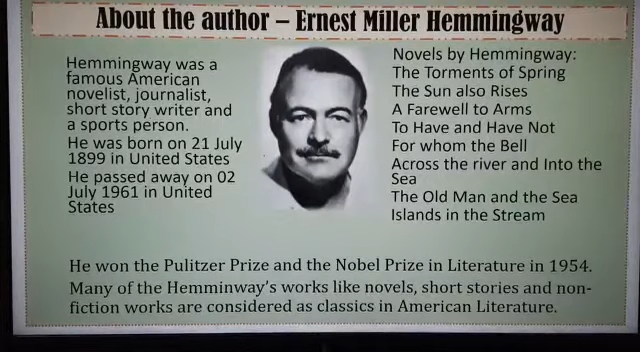 About the author – Ernest Miller Hemmingway
Hemmingway was a
famous American
novelist, journalist,
short story writer and
a sports person.
He was born on 21 July
1899 in United States
He passed away on 02
July 1961 in United
States
Novels by Hemmingway:
The Torments of Spring
The Sun also Rises
A Farewell to Arms
To Have and Have Not
For whom the Bell
Across the river and Into the
Sea
The Old Man and the Sea
Islands in the Stream
He won the Pulitzer Prize and the Nobel Prize in Literature in 1954.
Many of the Hemminway's works like novels, short stories and non-
fiction works are considered as classics in American Literature.